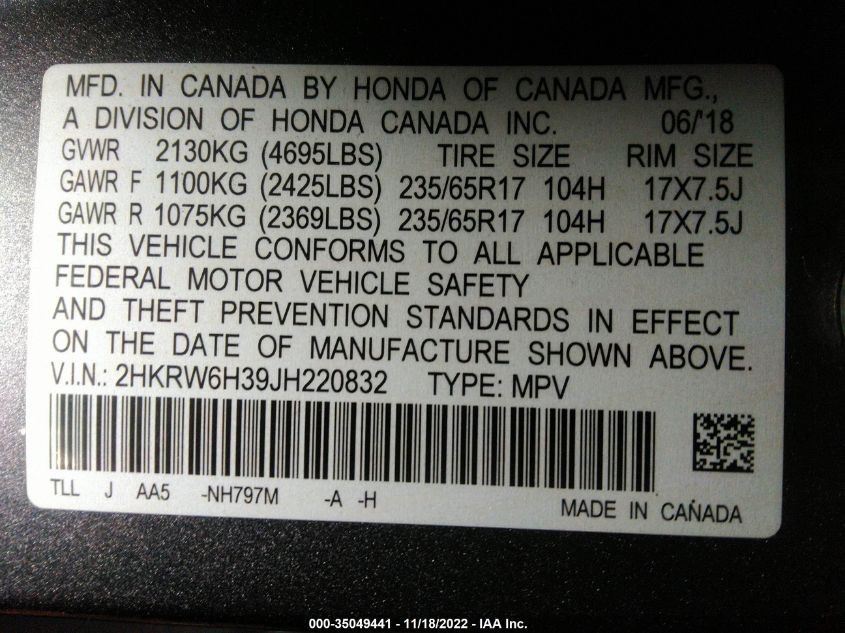 MFD. IN CANADA BY HONDA OF CANADA MFG.,
A DIVISION OF HONDA CANADA INC. 06/'18
GVWR 2130KG (4695LBS) TIRE SIZE RIM SIZE
GAWR F 1100KG (2425LBS) 235/65R17 104H 17X7.5J
GAWR R 1075KG (2369LBS) 235/65R17 104H 17X7.5J
THIS VEHICLE CONFORMS TO ALL APPLICABLE
FEDERAL MOTOR VEHICLE SAFETY
AND THEFT PREVENTION STANDARDS IN EFFECT
ON THE DATE OF MANUFACTURE SHOWN ABOVE.
V.I.N.: 2HKRW6H39JH220832 TYPE: MPV
TLL J AA5 -NH797M -A -H
MADE IN CANADA
000-35049441 - 11/18/2022 - IAA Inc.